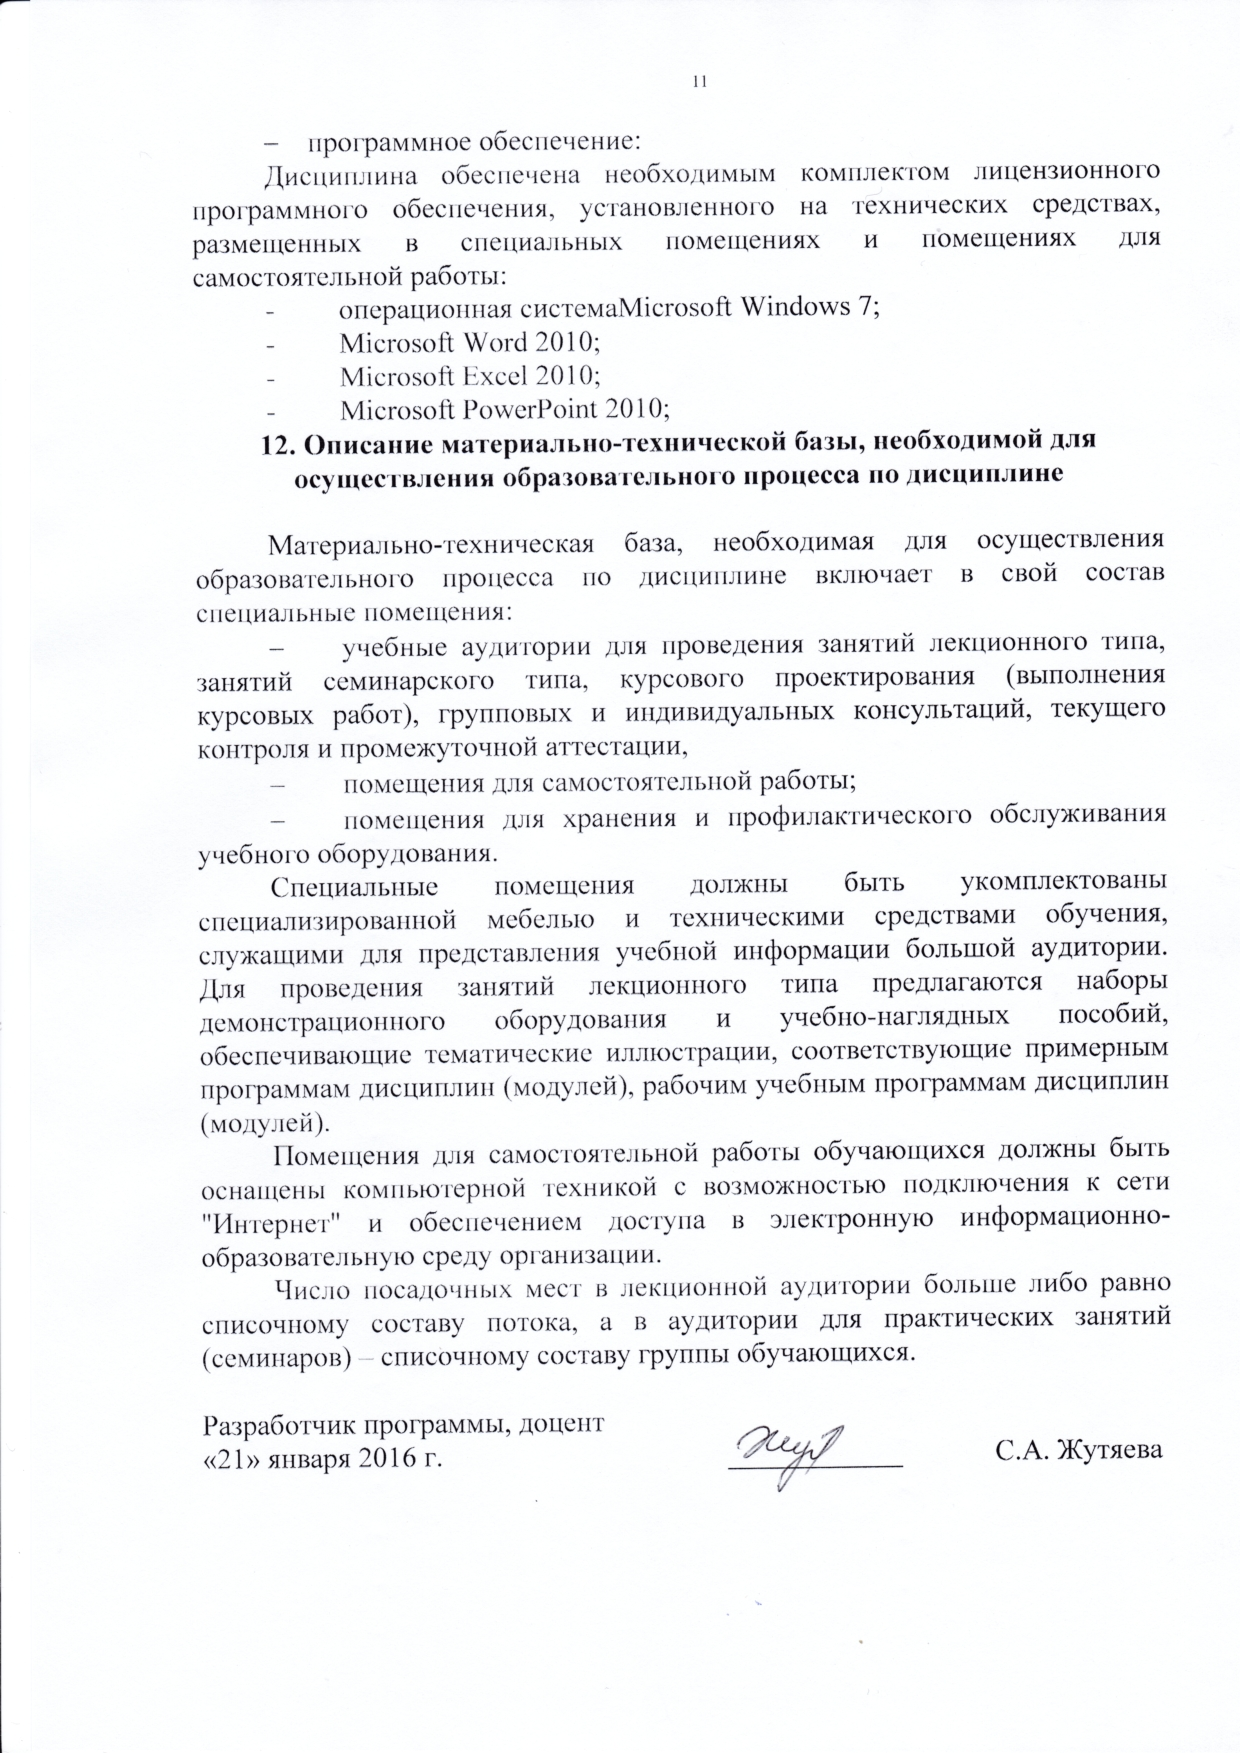 11
– программное обеспечение:
Дисциплина обеспечена необходимым комплектом лицензионного
программного обеспечения, установленного на технических средствах,
размещенных в специальных помещениях и помещениях для
самостоятельной работы:
- операционная системаMicrosoft Windows 7;
- Microsoft Word 2010;
- Microsoft Excel 2010;
- Microsoft PowerPoint 2010;
12. Описание материально-технической базы, необходимой для
осуществления образовательного процесса по дисциплине
Материально-техническая база, необходимая для осуществления
образовательного процесса по дисциплине включает в свой состав
специальные помещения:
– учебные аудитории для проведения занятий лекционного типа,
занятий семинарского типа, курсового проектирования (выполнения
курсовых работ), групповых и индивидуальных консультаций, текущего
контроля и промежуточной аттестации,
– помещения для самостоятельной работы;
– помещения для хранения и профилактического обслуживания
учебного оборудования.
Специальные помещения должны быть укомплектованы
специализированной мебелью и техническими средствами обучения,
служащими для представления учебной информации большой аудитории.
Для проведения занятий лекционного типа предлагаются наборы
демонстрационного оборудования и учебно-наглядных пособий,
обеспечивающие тематические иллюстрации, соответствующие примерным
программам дисциплин (модулей), рабочим учебным программам дисциплин
(модулей).
Помещения для самостоятельной работы обучающихся должны быть
оснащены компьютерной техникой с возможностью подключения к сети
"Интернет" и обеспечением доступа в электронную информационно-
образовательную среду организации.
Число посадочных мест в лекционной аудитории больше либо равно
списочному составу потока, а в аудитории для практических занятий
(семинаров) – списочному составу группы обучающихся.
Разработчик программы, доцент
«21» января 2016 г. С.А. Жутяева